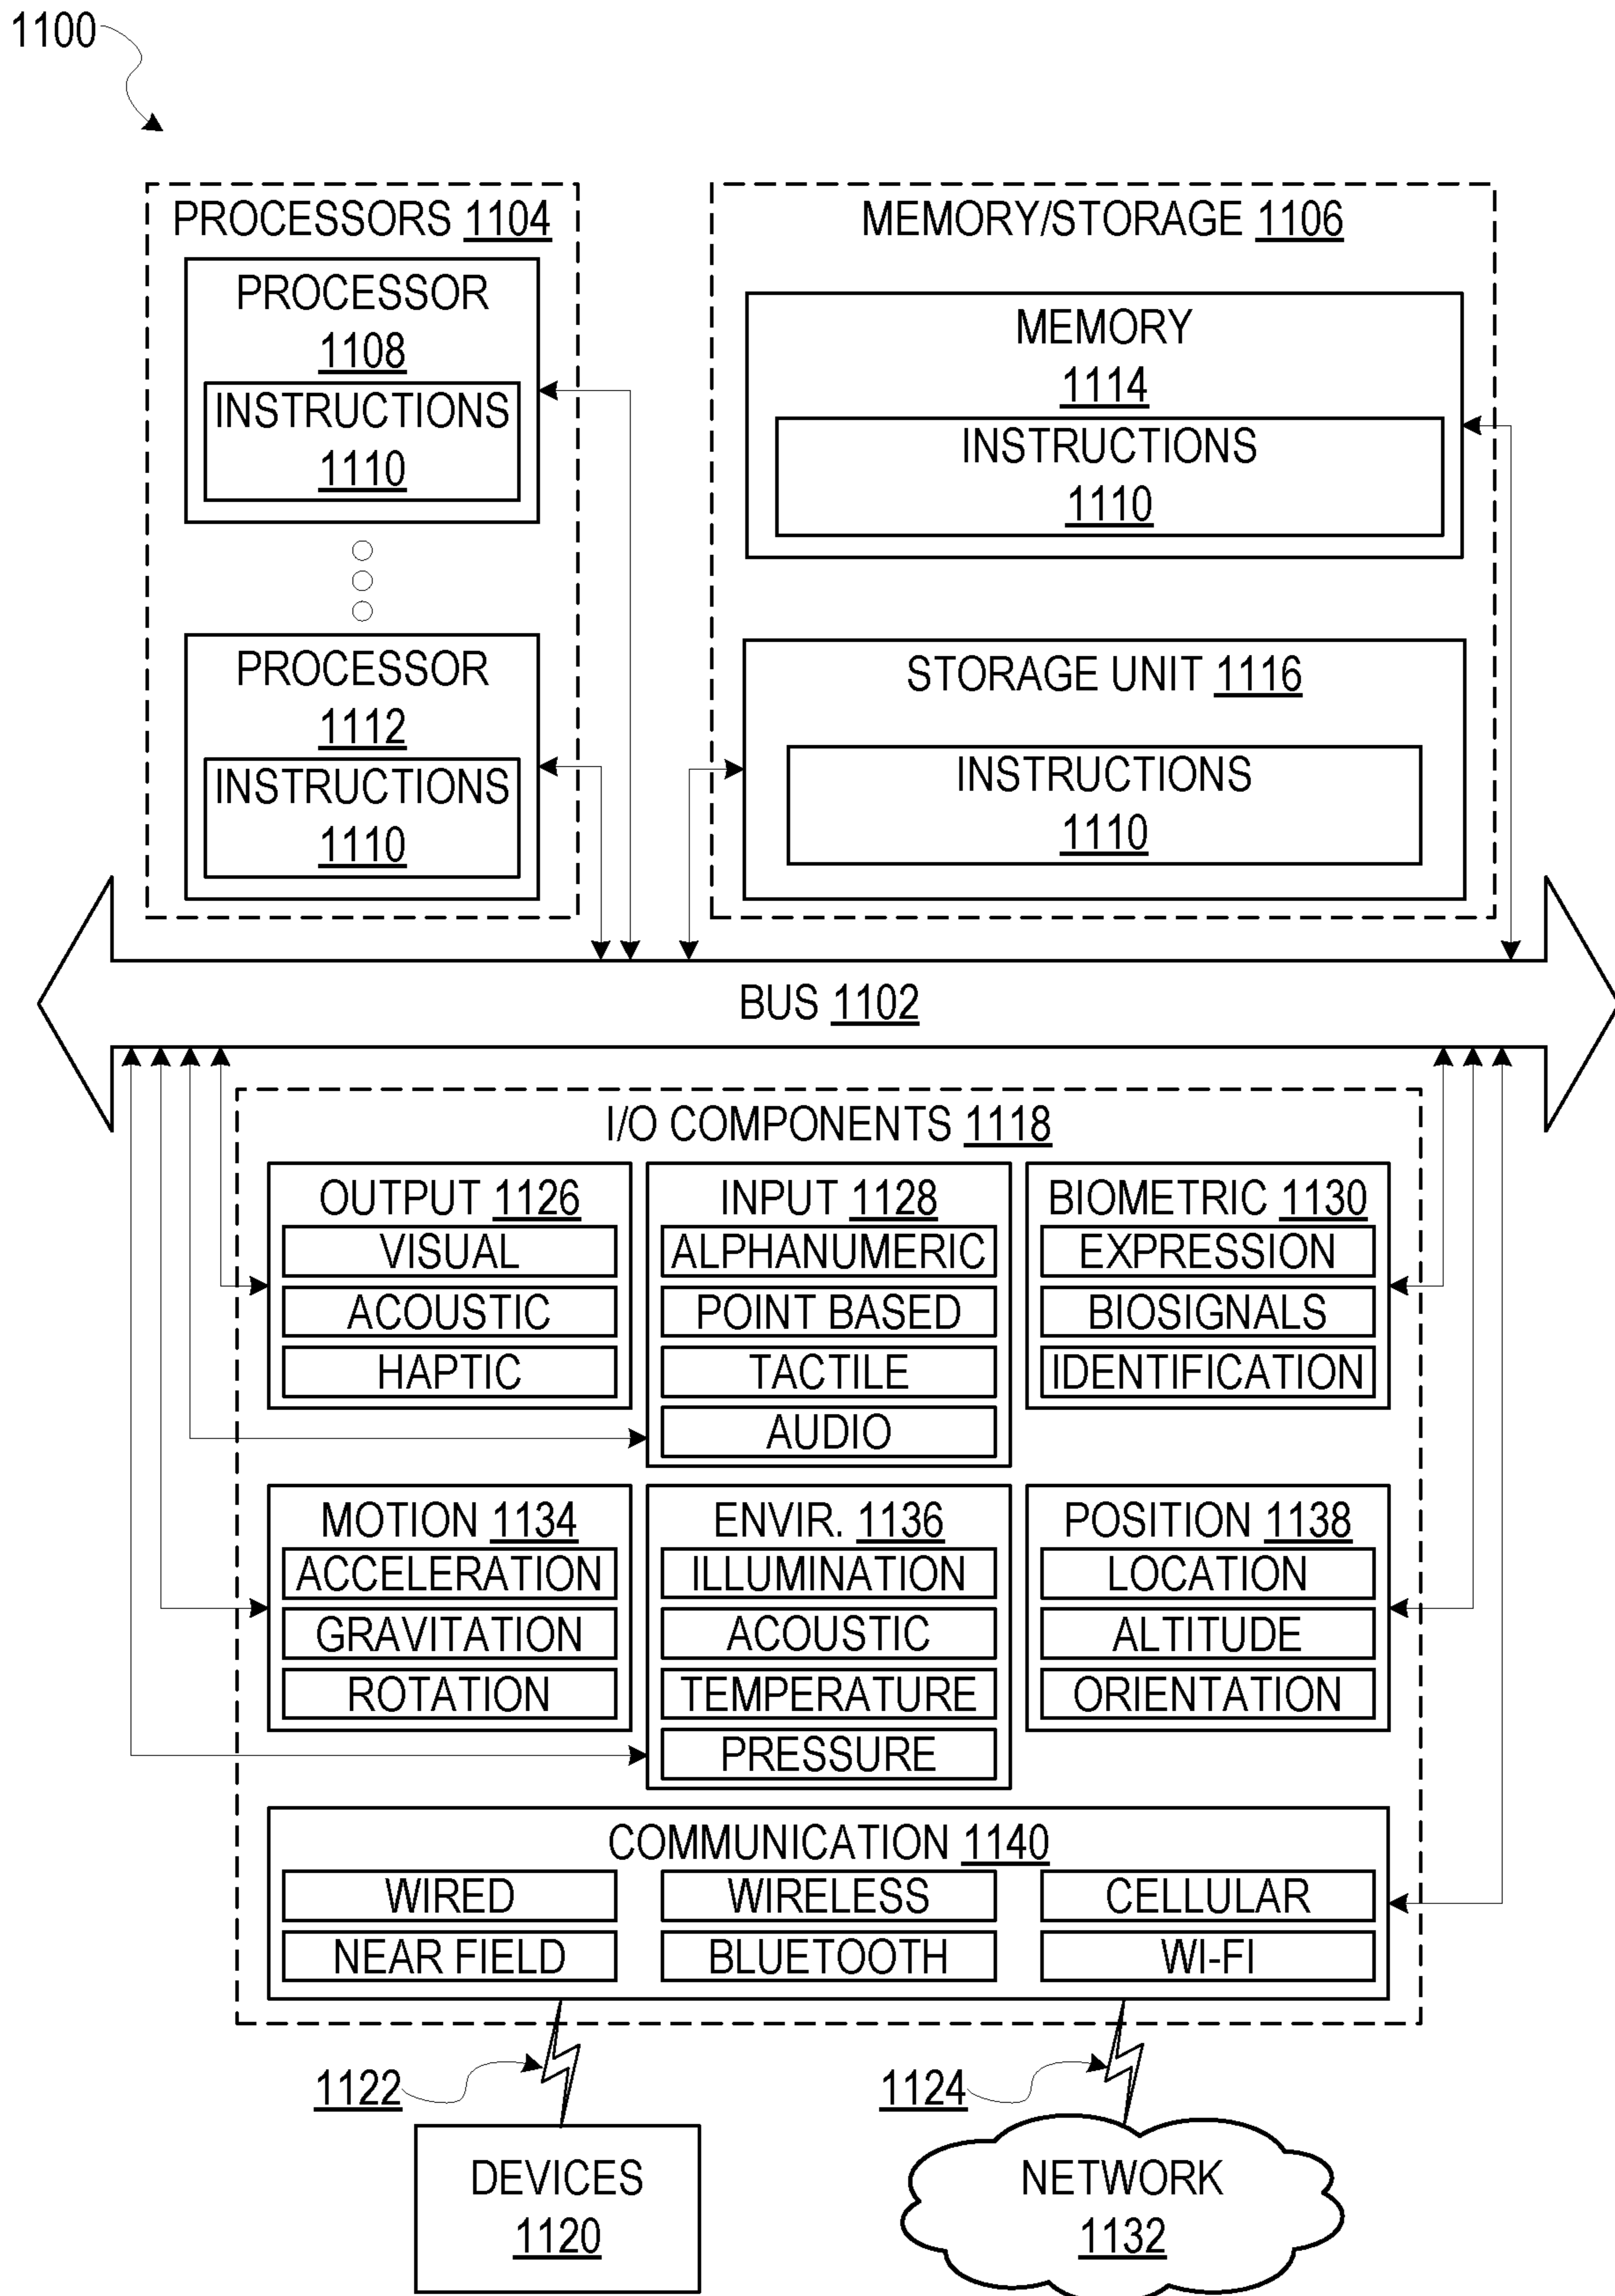 1100
PROCESSORS 1104
PROCESSOR
1108
INSTRUCTIONS
1110
PROCESSOR
1112
INSTRUCTIONS
1110
MEMORY/STORAGE 1106
MEMORY
1114
INSTRUCTIONS
1110
STORAGE UNIT 1116
INSTRUCTIONS
1110
BUS 1102
I/O COMPONENTS 1118
OUTPUT 1126
VISUAL
ACOUSTIC
HAPTIC
INPUT 1128
ALPHANUMERIC
POINT BASED
TACTILE
AUDIO
BIOMETRIC 1130
EXPRESSION
BIOSIGNALS
IDENTIFICATION
MOTION 1134
ACCELERATION
GRAVITATION
ROTATION
ENVIR. 1136
ILLUMINATION
ACOUSTIC
TEMPERATURE
PRESSURE
POSITION 1138
LOCATION
ALTITUDE
ORIENTATION
COMMUNICATION 1140
WIRED
WIRELESS
CELLULAR
NEAR FIELD
BLUETOOTH
WI-FI
1122
1124
DEVICES
1120
NETWORK
1132